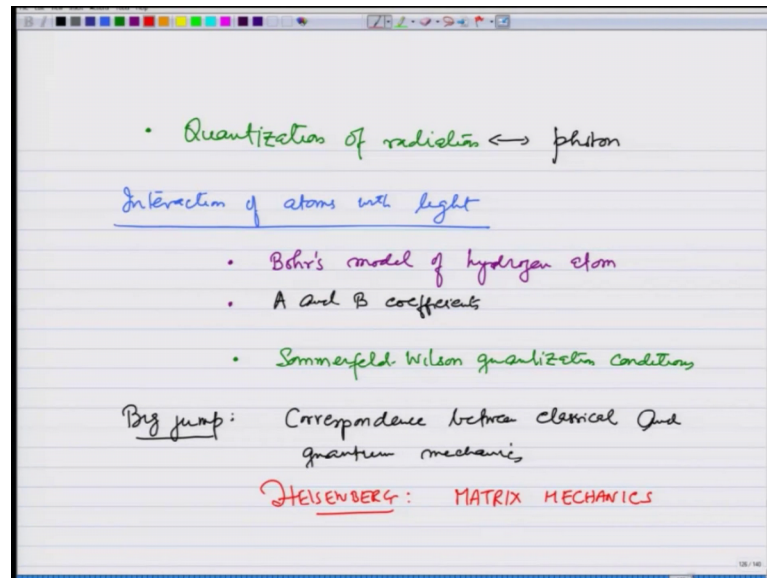 • Quantization of radiation ↔ photon
Interaction of atoms with light
• Bohr's model of hydrogen atom
• A and B coefficients
• Sommerfeld-Wilson quantization conditions
Big jump: Correspondence between classical and
quantum mechanics
HEISENBERG: MATRIX MECHANICS